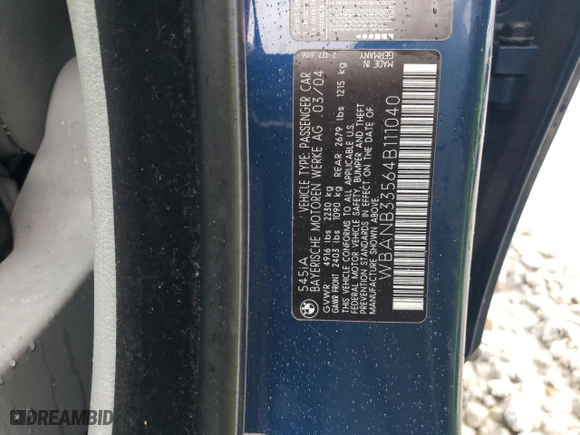 545iA VEHICLE TYPE: PASSENGER CAR
BAYERISCHE MOTOREN WERKE AG 03/04
GVWR 4916 lbs 2230 kg
GAWR FRONT 2403 lbs 1090 kg REAR 2679 lbs 1215 kg
THIS VEHICLE CONFORMS TO ALL APPLICABLE U.S.
FEDERAL MOTOR VEHICLE SAFETY, BUMPER AND THEFT
PREVENTION STANDARDS IN EFFECT ON THE DATE OF
MANUFACTURE SHOWN ABOVE.
WBANB33564B111040
MADE IN
GERMANY
DREAMBID